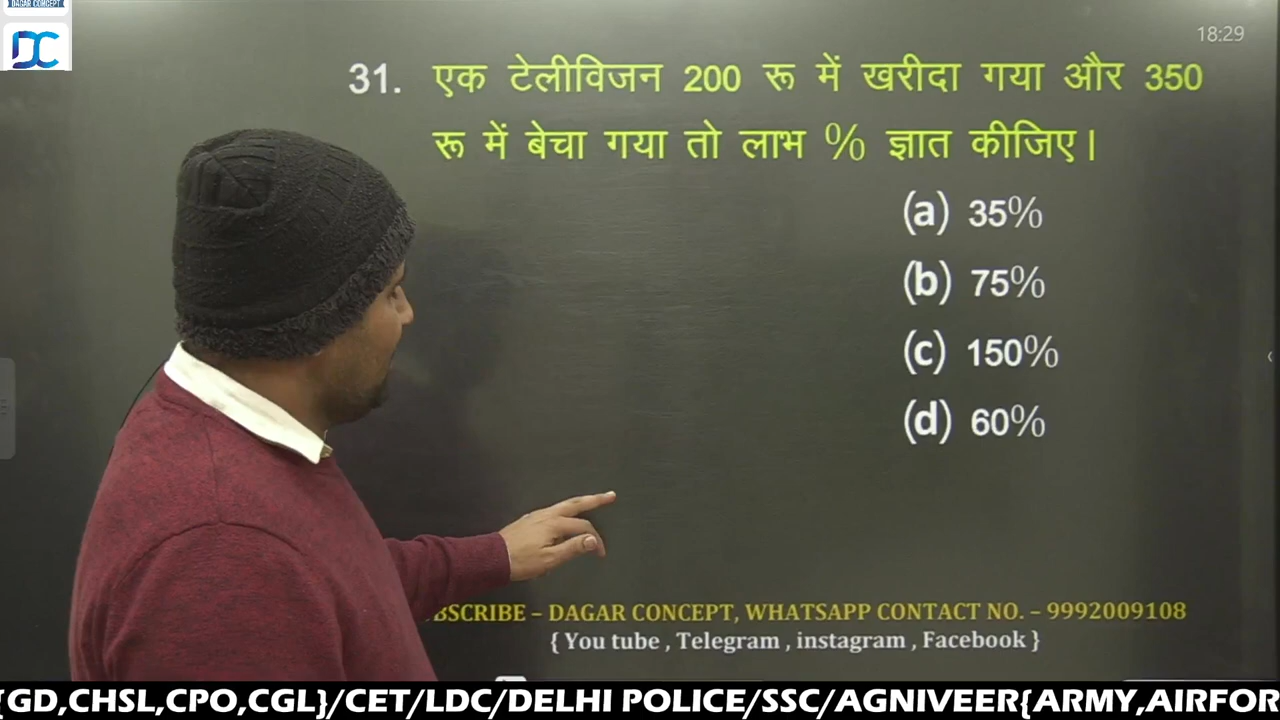 DAGAR CONCEPT
DC
18:29
31. एक टेलीविजन 200 रू में खरीदा गया और 350
रू में बेचा गया तो लाभ % ज्ञात कीजिए।
(a) 35%
(b) 75%
(c) 150%
(d) 60%
BSCRIBE – DAGAR CONCEPT, WHATSAPP CONTACT NO. – 9992009108
{ You tube , Telegram , instagram , Facebook }
{GD,CHSL,CPO,CGL}/CET/LDC/DELHI POLICE/SSC/AGNIVEER{ARMY,AIRFOR